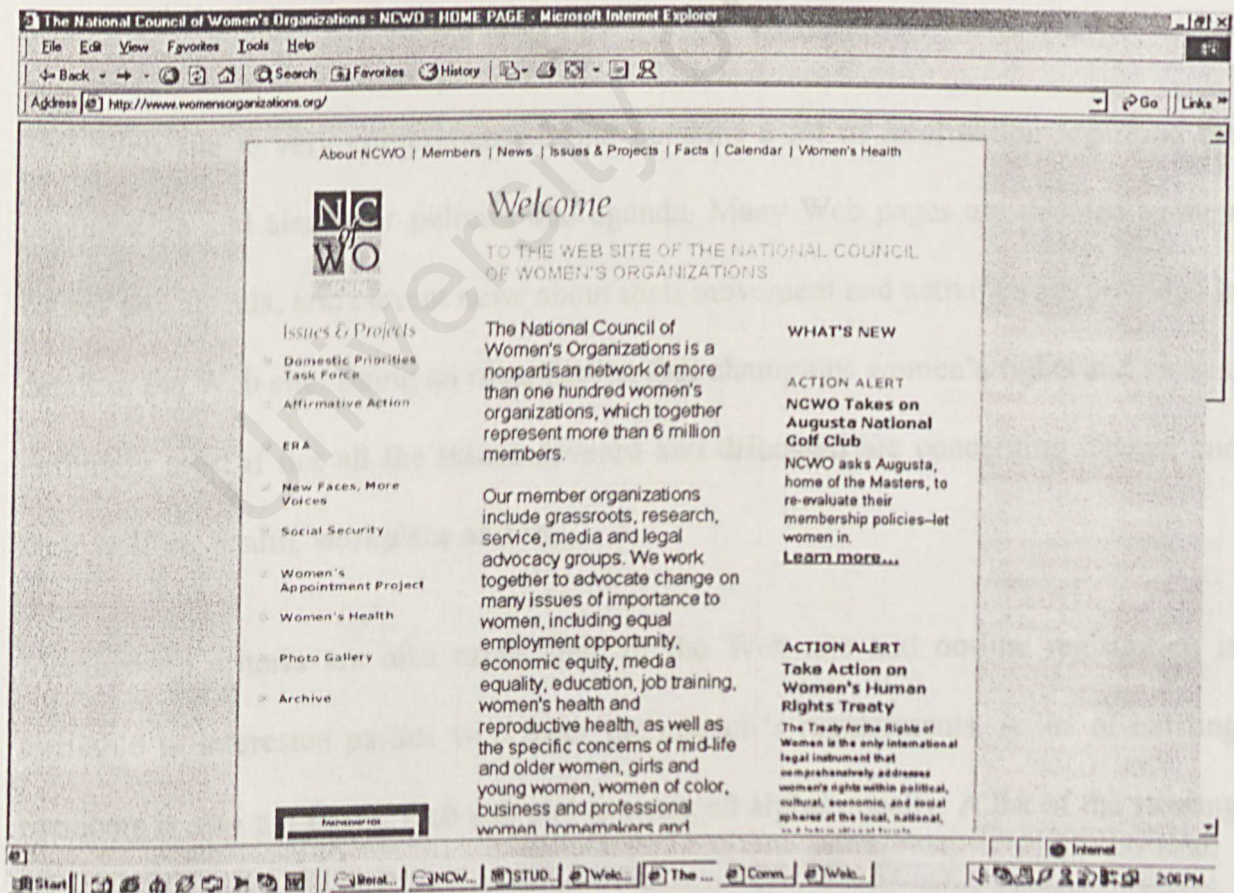 The National Council of Women's Organizations : NCWO : HOME PAGE - Microsoft Internet Explorer
File Edit View Favorites Tools Help
Back Search Favorites History
Address http://www.womensorganizations.org/ Go Links »
About NCWO | Members | News | Issues & Projects | Facts | Calendar | Women's Health
NC of WO
Welcome
TO THE WEB SITE OF THE NATIONAL COUNCIL
OF WOMEN'S ORGANIZATIONS
Issues & Projects
Domestic Priorities
Task Force
Affirmative Action
ERA
New Faces, More
Voices
Social Security
Women's
Appointment Project
Women's Health
Photo Gallery
Archive
The National Council of
Women's Organizations is a
nonpartisan network of more
than one hundred women's
organizations, which together
represent more than 6 million
members.
Our member organizations
include grassroots, research,
service, media and legal
advocacy groups. We work
together to advocate change on
many issues of importance to
women, including equal
employment opportunity,
economic equity, media
equality, education, job training,
women's health and
reproductive health, as well as
the specific concerns of mid-life
and older women, girls and
young women, women of color,
business and professional
women, homemakers and
WHAT'S NEW
ACTION ALERT
NCWO Takes on
Augusta National
Golf Club
NCWO asks Augusta,
home of the Masters, to
re-evaluate their
membership policies–let
women in.
Learn more...
ACTION ALERT
Take Action on
Women's Human
Rights Treaty
The Treaty for the Rights of
Women is the only international
legal instrument that
comprehensively addresses
women's rights within political,
cultural, economic, and social
spheres at the local, national,
Internet
Start NCW... STUD... Welc... The ... Comm... Welc... 2:06 PM
University